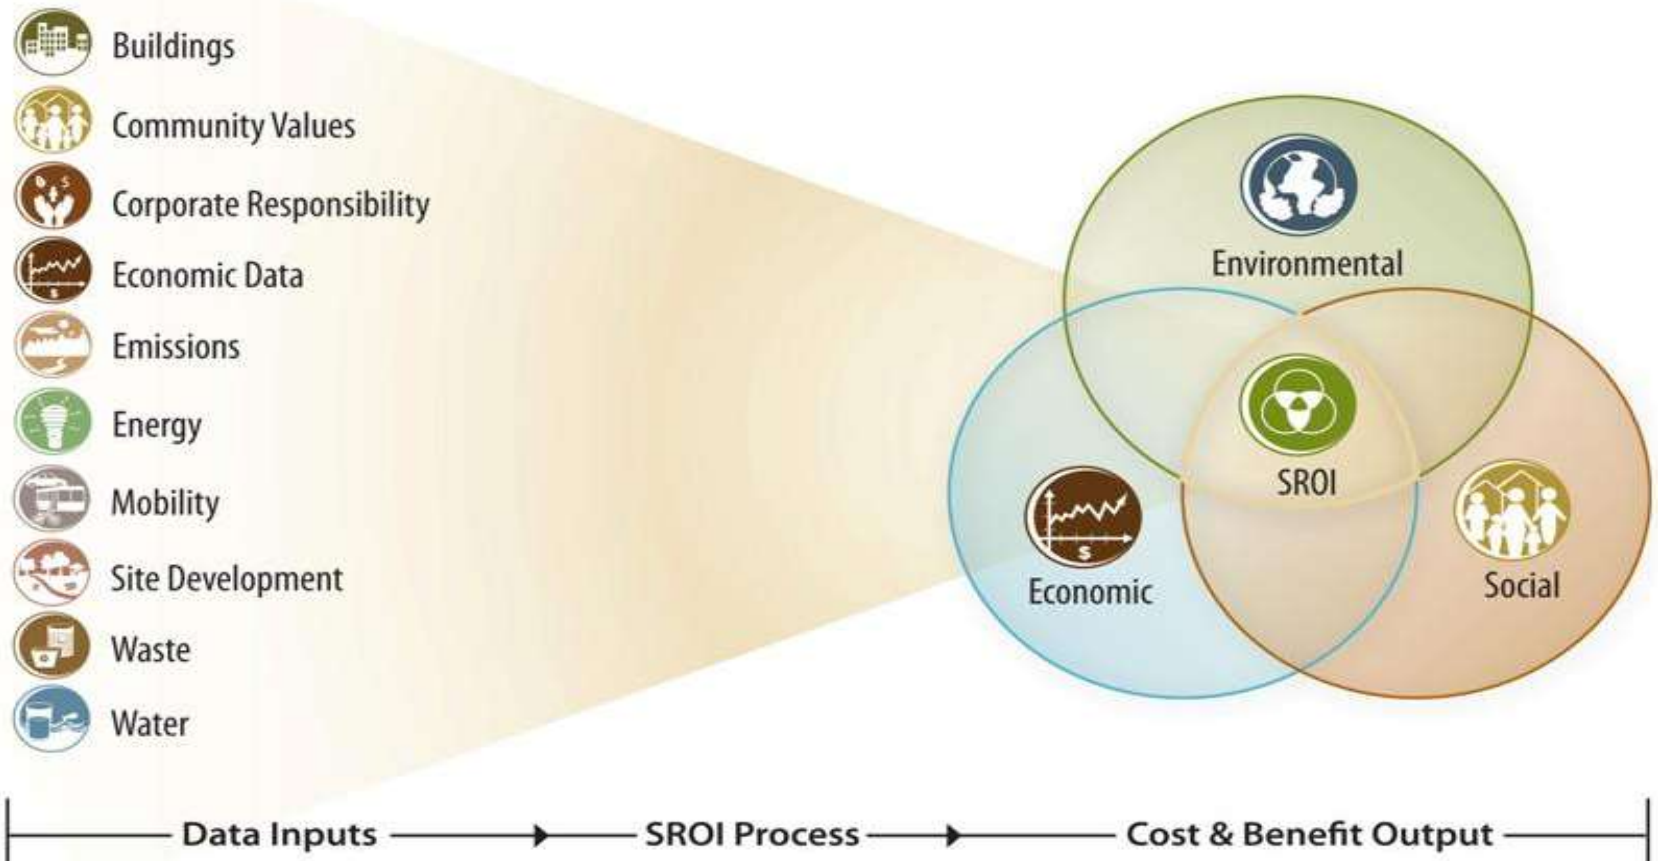 Buildings
Community Values
Corporate Responsibility
Economic Data
Emissions
Energy
Mobility
Site Development
Waste
Water
Environmental
SROI
Economic
Social
Data Inputs
SROI Process
Cost & Benefit Output